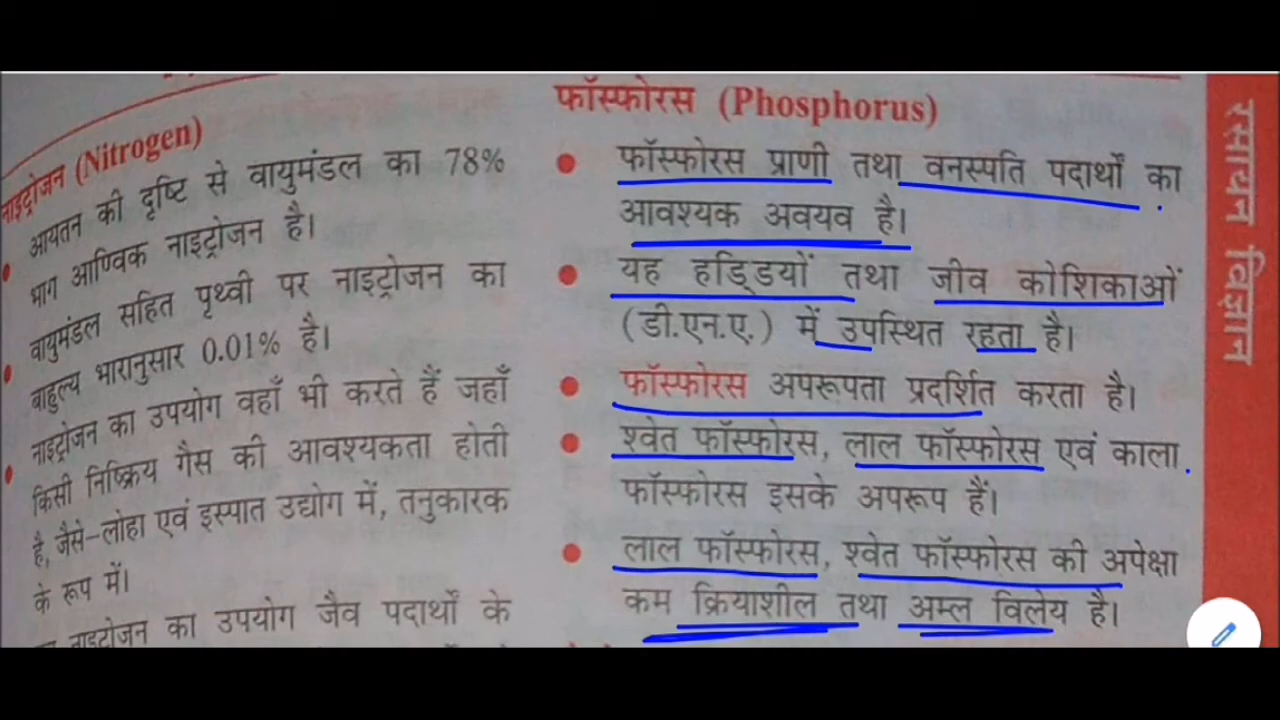 नाइट्रोजन (Nitrogen)
आयतन की दृष्टि से वायुमंडल का 78%
भाग आण्विक नाइट्रोजन है।
वायुमंडल सहित पृथ्वी पर नाइट्रोजन का
बाहुल्य भारानुसार 0.01% है।
नाइट्रोजन का उपयोग वहाँ भी करते हैं जहाँ
किसी निष्क्रिय गैस की आवश्यकता होती
है, जैसे-लोहा एवं इस्पात उद्योग में, तनुकारक
के रूप में।
नाइट्रोजन का उपयोग जैव पदार्थों के
फॉस्फोरस (Phosphorus)
फॉस्फोरस प्राणी तथा वनस्पति पदार्थों का
आवश्यक अवयव है।
यह हड्डियों तथा जीव कोशिकाओं
(डी.एन.ए.) में उपस्थित रहता है।
फॉस्फोरस अपरूपता प्रदर्शित करता है।
श्वेत फॉस्फोरस, लाल फॉस्फोरस एवं काला
फॉस्फोरस इसके अपरूप हैं।
लाल फॉस्फोरस, श्वेत फॉस्फोरस की अपेक्षा
कम क्रियाशील तथा अम्ल विलेय है।
रसायन विज्ञान